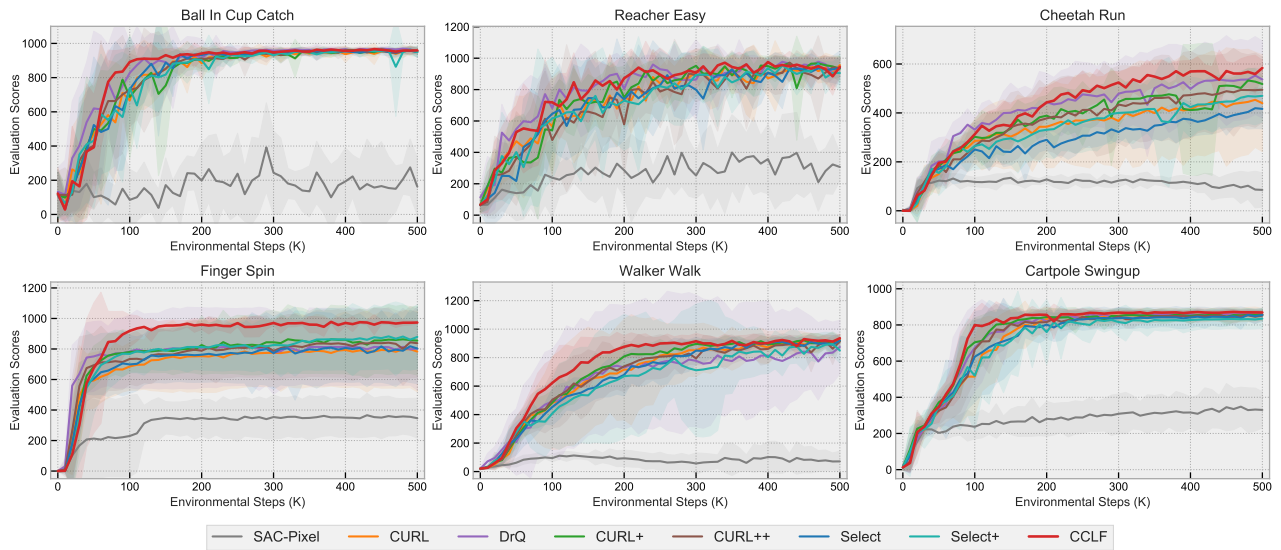 Ball In Cup Catch
Reacher Easy
Cheetah Run
Evaluation Scores
1000
800
600
400
200
0
0 100 200 300 400 500
Environmental Steps (K)
Evaluation Scores
1200
1000
800
600
400
200
0
0 100 200 300 400 500
Environmental Steps (K)
Evaluation Scores
600
400
200
0
0 100 200 300 400 500
Environmental Steps (K)
Finger Spin
Walker Walk
Cartpole Swingup
Evaluation Scores
1200
1000
800
600
400
200
0
0 100 200 300 400 500
Environmental Steps (K)
Evaluation Scores
1200
1000
800
600
400
200
0
0 100 200 300 400 500
Environmental Steps (K)
Evaluation Scores
1000
800
600
400
200
0
0 100 200 300 400 500
Environmental Steps (K)
SAC-Pixel CURL DrQ CURL+ CURL++ Select Select+ CCLF